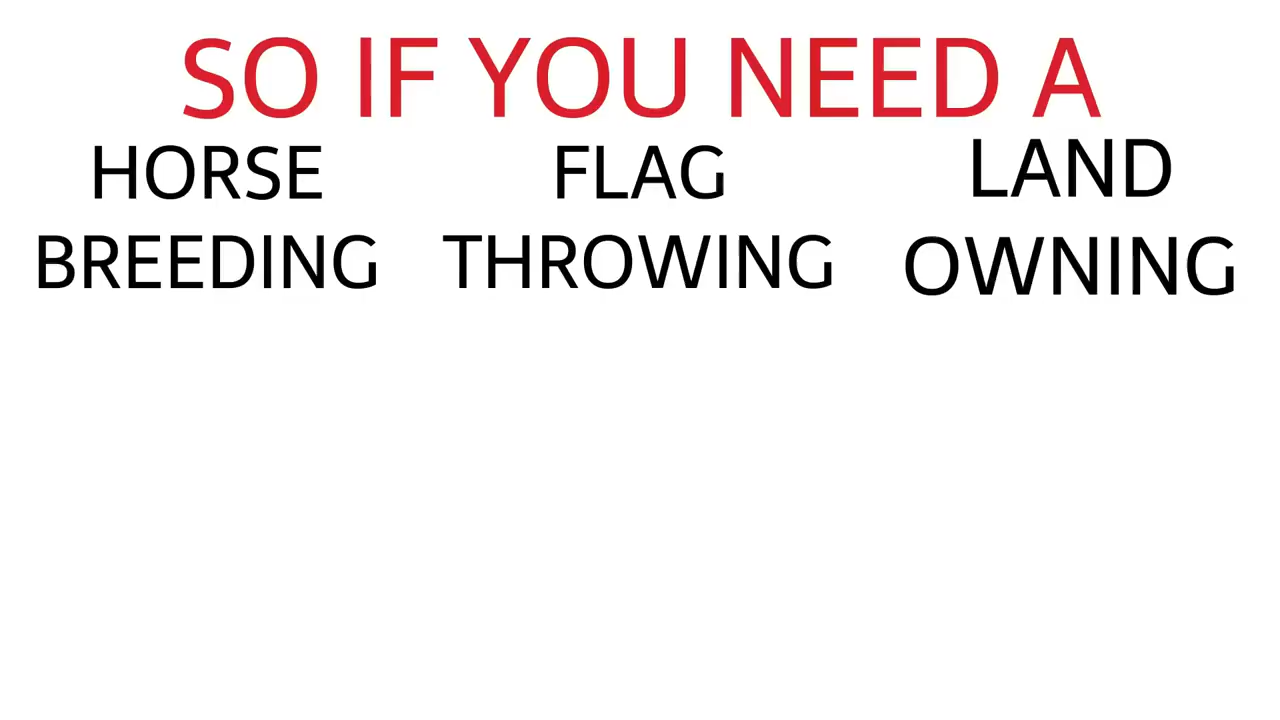 SO IF YOU NEED A
HORSE
BREEDING
FLAG
THROWING
LAND
OWNING